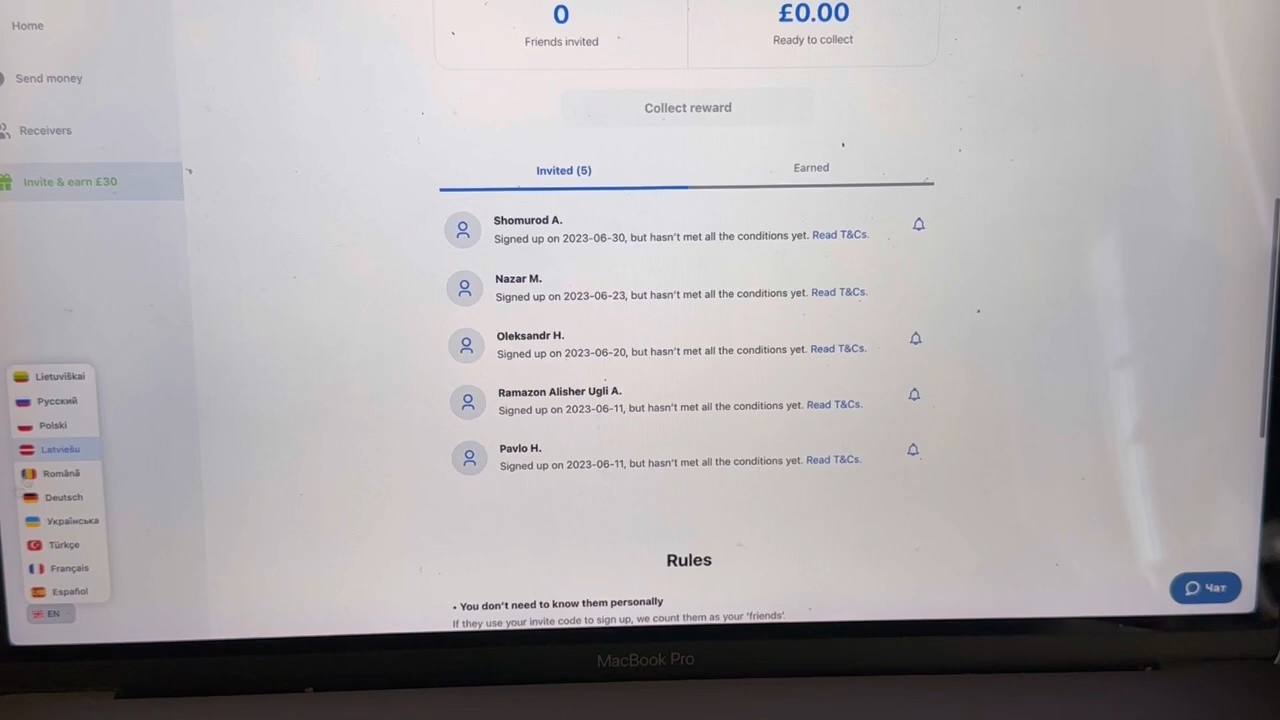 Home
Send money
Receivers
Invite & earn £30
0
Friends invited
£0.00
Ready to collect
Collect reward
Invited (5)
Earned
Shomurod A.
Signed up on 2023-06-30, but hasn't met all the conditions yet. Read T&Cs.
Nazar M.
Signed up on 2023-06-23, but hasn't met all the conditions yet. Read T&Cs.
Oleksandr H.
Signed up on 2023-06-20, but hasn't met all the conditions yet. Read T&Cs.
Ramazon Alisher Ugli A.
Signed up on 2023-06-11, but hasn't met all the conditions yet. Read T&Cs.
Pavlo H.
Signed up on 2023-06-11, but hasn't met all the conditions yet. Read T&Cs.
Lietuviškai
Русский
Polski
Latviešu
Română
Deutsch
Українська
Türkçe
Français
Español
EN
Rules
• You don't need to know them personally
If they use your invite code to sign up, we count them as your 'friends'.
Чат
MacBook Pro